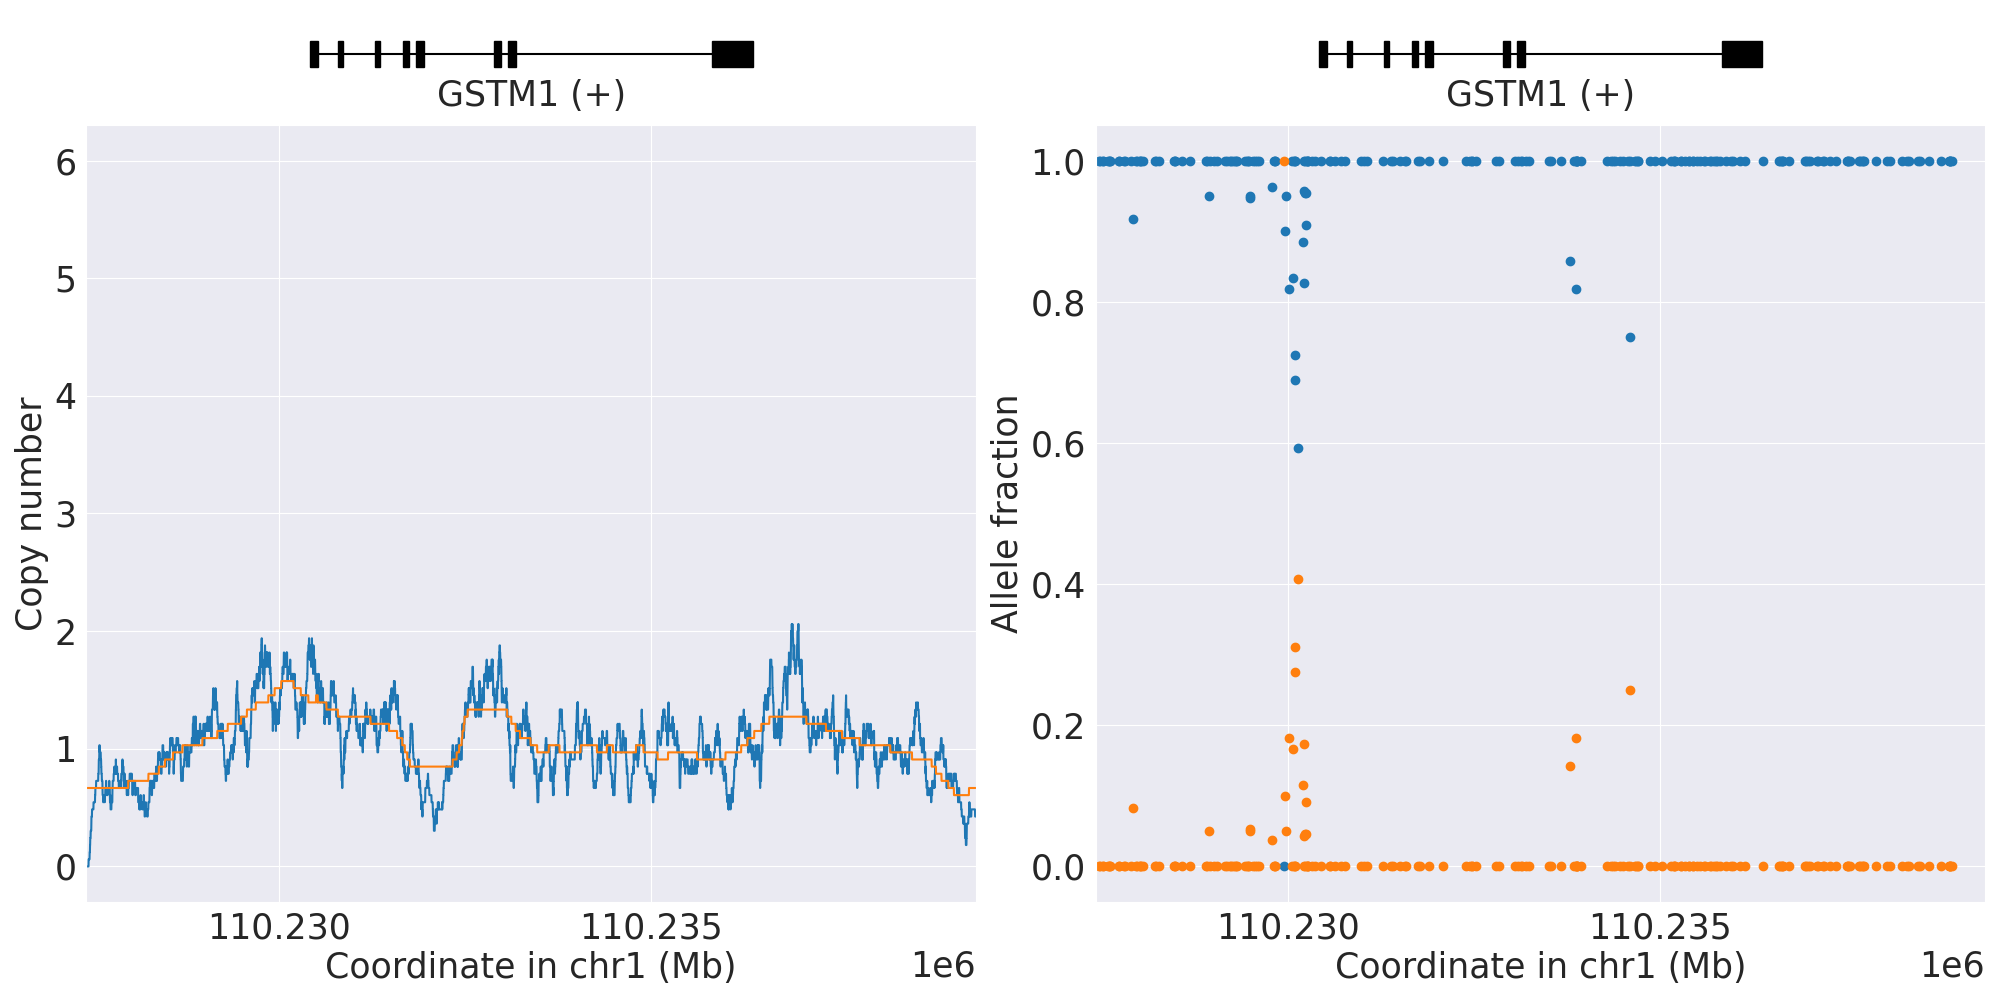 GSTM1 (+)
6
5
4
3
2
1
0
Copy number
110.230
110.235
Coordinate in chr1 (Mb)
1e6
GSTM1 (+)
1.0
0.8
0.6
0.4
0.2
0.0
Allele fraction
110.230
110.235
Coordinate in chr1 (Mb)
1e6